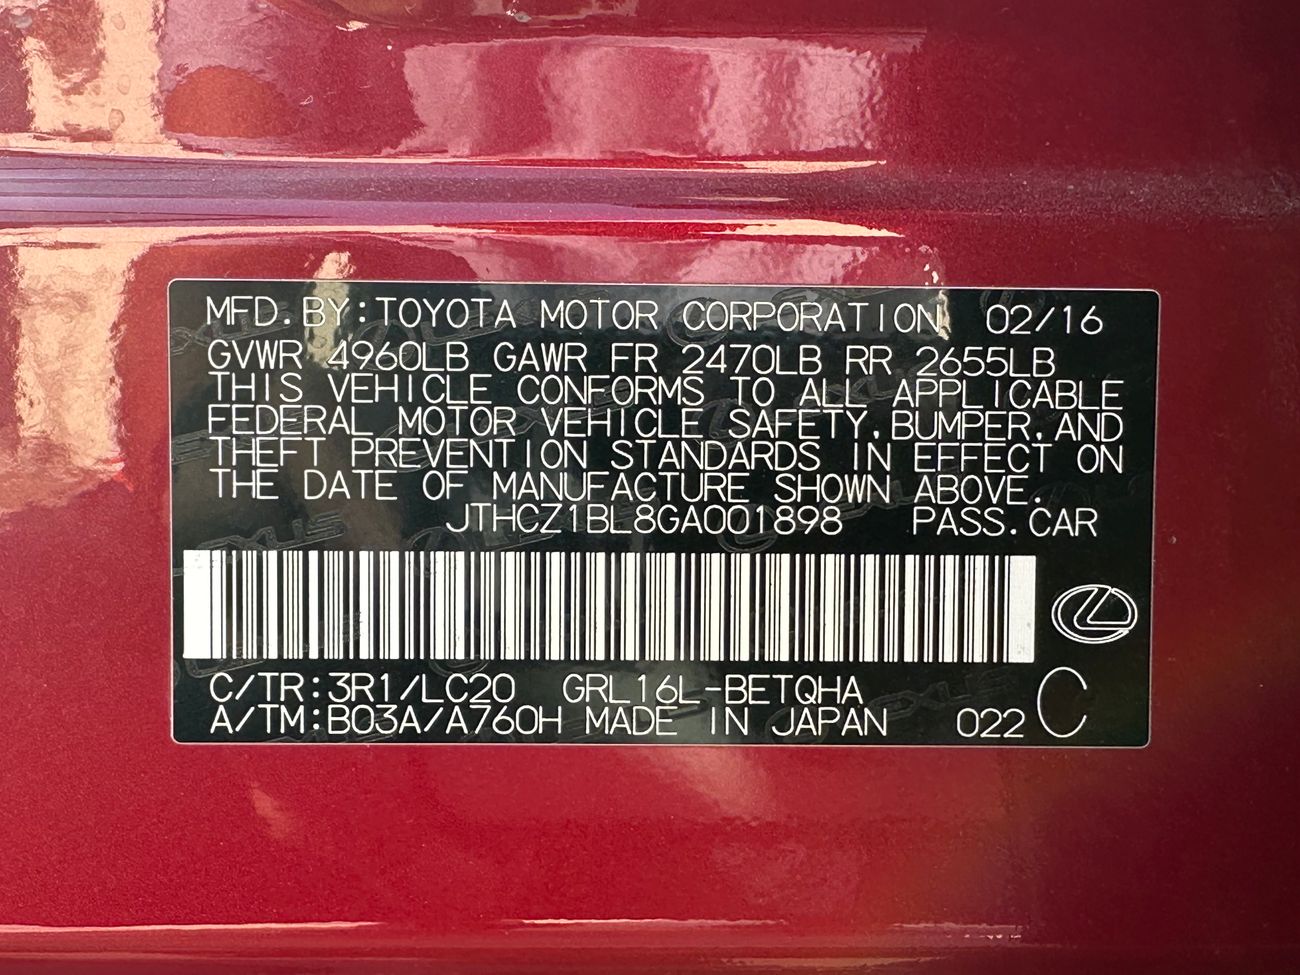 MFD. BY:TOYOTA MOTOR CORPORATION 02/16
GVWR 4960LB GAWR FR 2470LB RR 2655LB
THIS VEHICLE CONFORMS TO ALL APPLICABLE
FEDERAL MOTOR VEHICLE SAFETY,BUMPER,AND
THEFT PREVENTION STANDARDS IN EFFECT ON
THE DATE OF MANUFACTURE SHOWN ABOVE.
JTHCZ1BL8GA001898 PASS.CAR
C/TR:3R1/LC20 GRL16L-BETQHA
A/TM:B03A/A760H MADE IN JAPAN 022 C